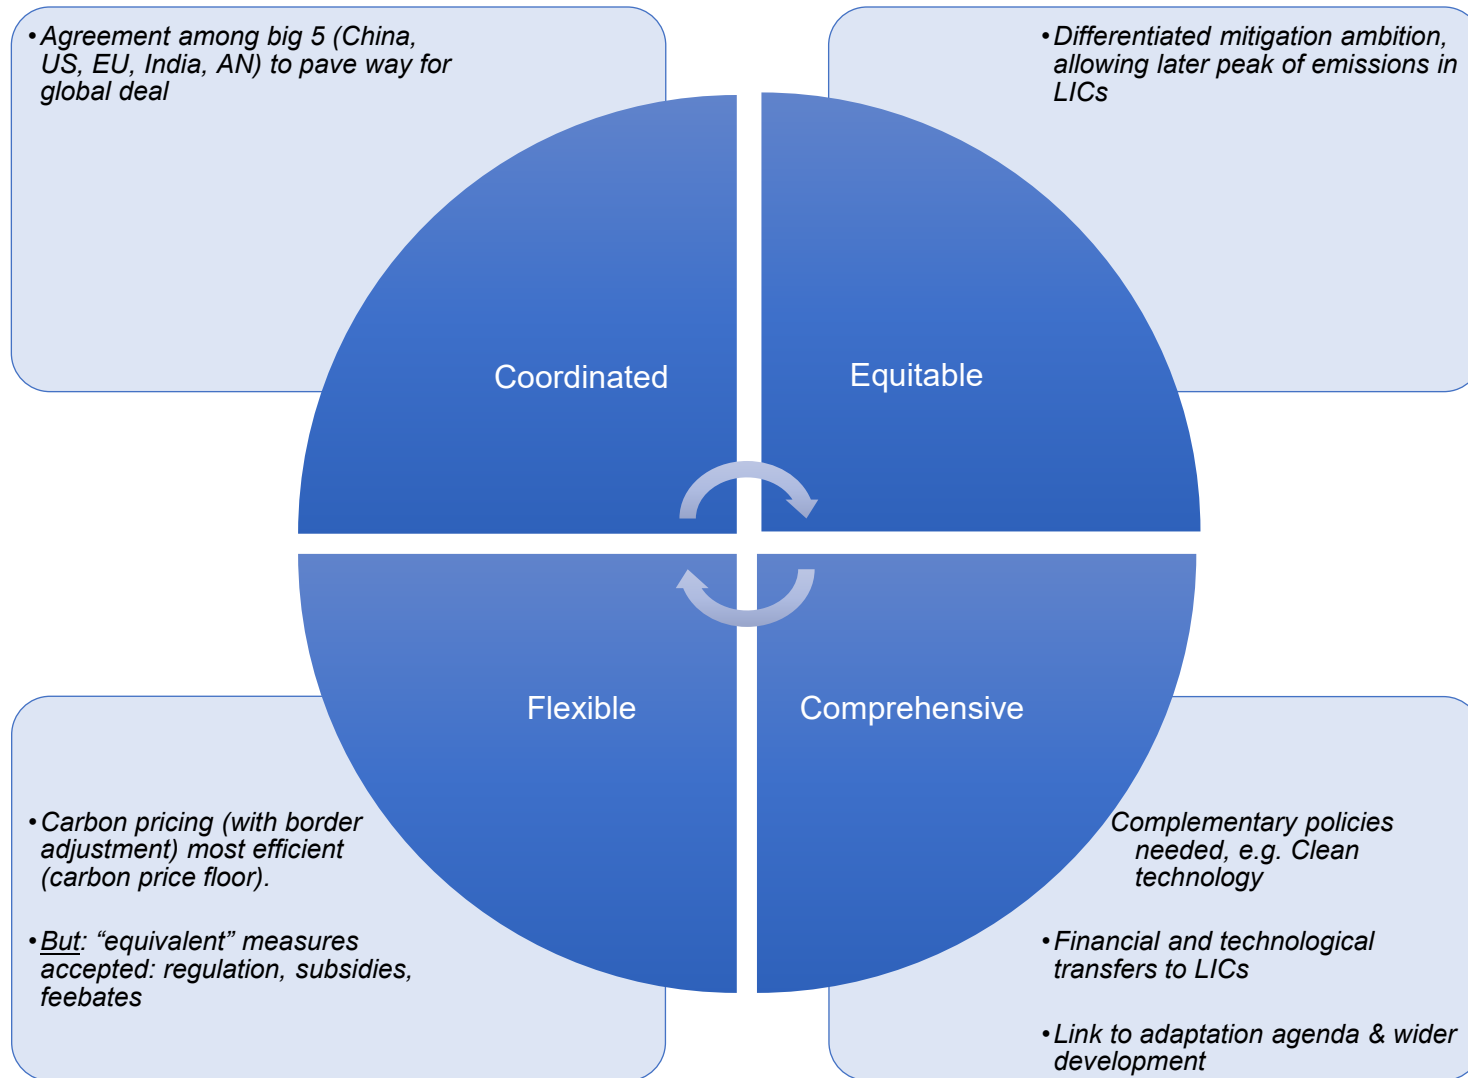 •Agreement among big 5 (China,
US, EU, India, AN) to pave way for
global deal
•Differentiated mitigation ambition,
allowing later peak of emissions in
LICs
Coordinated
Equitable
Flexible
Comprehensive
•Carbon pricing (with border
adjustment) most efficient
(carbon price floor).
•But: “equivalent” measures
accepted: regulation, subsidies,
feebates
Complementary policies
needed, e.g. Clean
technology
•Financial and technological
transfers to LICs
•Link to adaptation agenda & wider
development